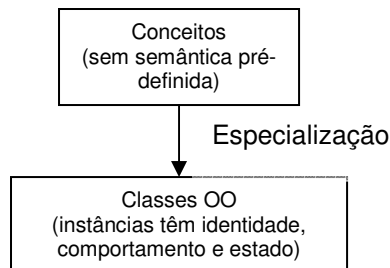 Conceitos
(sem semântica pré-
definida)
Especialização
Classes OO
(instâncias têm identidade,
comportamento e estado)